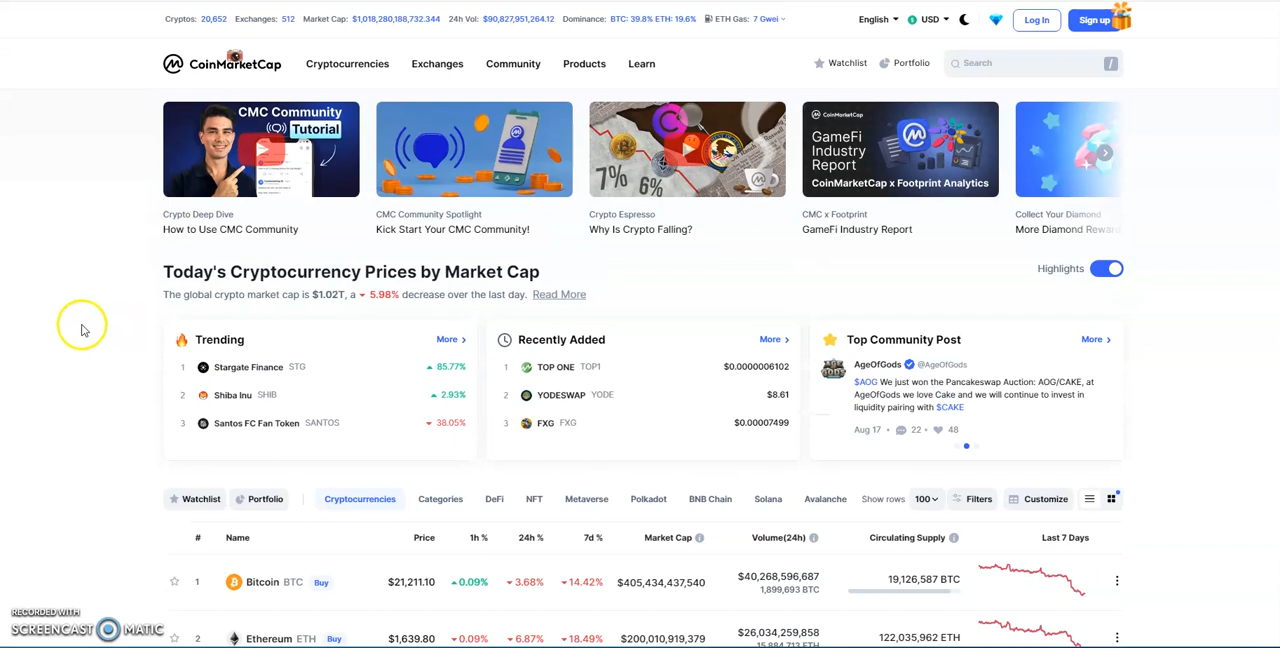 Cryptos: 20,652 Exchanges: 512 Market Cap: $1,018,280,188,732.344 24h Vol: $90,827,951,264.12 Dominance: BTC: 39.8% ETH: 19.6% ETH Gas: 7 Gwei English USD Log In Sign up
CoinMarketCap Cryptocurrencies Exchanges Community Products Learn Watchlist Portfolio Search /
CMC Community
Tutorial
7% 6%
CoinMarketCap
GameFi
Industry
Report
CoinMarketCap x Footprint Analytics
Crypto Deep Dive CMC Community Spotlight Crypto Espresso CMC x Footprint Collect Your Diamond
How to Use CMC Community Kick Start Your CMC Community! Why Is Crypto Falling? GameFi Industry Report More Diamond Rewar
Today's Cryptocurrency Prices by Market Cap Highlights
The global crypto market cap is $1.02T, a 5.98% decrease over the last day. Read More
Trending More
1 Stargate Finance STG 85.77%
2 Shiba Inu SHIB 2.93%
3 Santos FC Fan Token SANTOS 38.05%
Recently Added More
1 TOP ONE TOP1 $0.0000006102
2 YODESWAP YODE $8.61
3 FXG FXG $0.00007499
Top Community Post More
AgeOfGods @AgeOfGods
$AOG We just won the Pancakeswap Auction: AOG/CAKE, at
AgeOfGods we love Cake and we will continue to invest in
liquidity pairing with $CAKE
Aug 17 • 22 • 48
Watchlist Portfolio Cryptocurrencies Categories DeFi NFT Metaverse Polkadot BNB Chain Solana Avalanche Show rows 100 Filters Customize
# Name Price 1h % 24h % 7d % Market Cap Volume(24h) Circulating Supply Last 7 Days
1 Bitcoin BTC Buy $21,211.10 0.09% 3.68% 14.42% $405,434,437,540 $40,268,596,687 19,126,587 BTC
1,899,693 BTC
2 Ethereum ETH Buy $1,639.80 0.09% 6.87% 18.49% $200,010,919,379 $26,034,259,858 122,035,962 ETH
15,884,713 ETH
RECORDED WITH
SCREENCAST MATIC